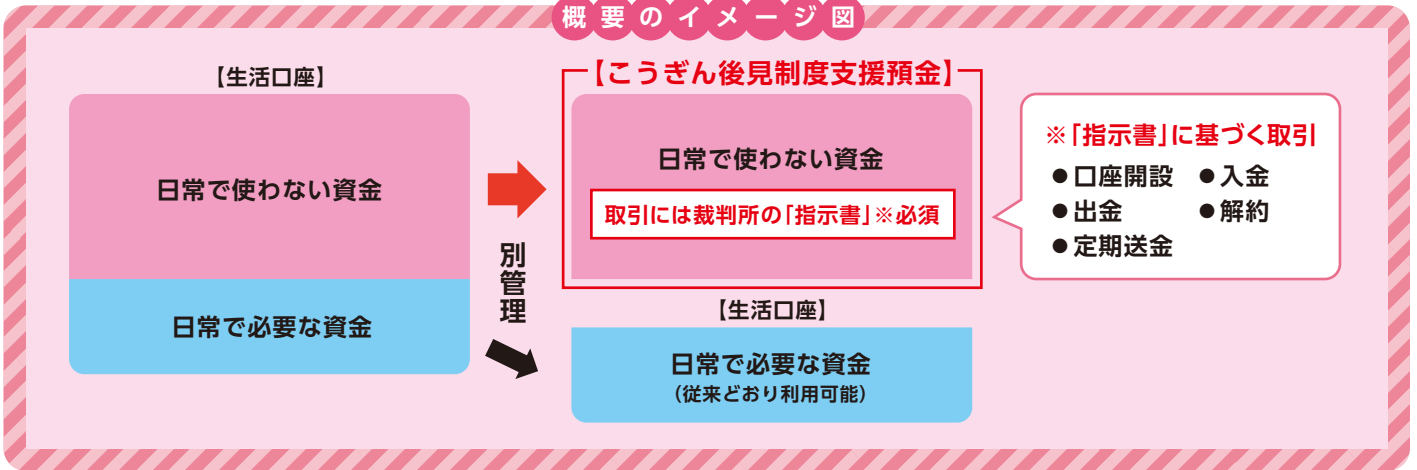 概要のイメージ図
【生活口座】
日常で使わない資金
日常で必要な資金
別管理
【こうぎん後見制度支援預金】
日常で使わない資金
取引には裁判所の「指示書」※必須
【生活口座】
日常で必要な資金
（従来どおり利用可能）
※「指示書」に基づく取引
●口座開設 ●入金
●出金 ●解約
●定期送金